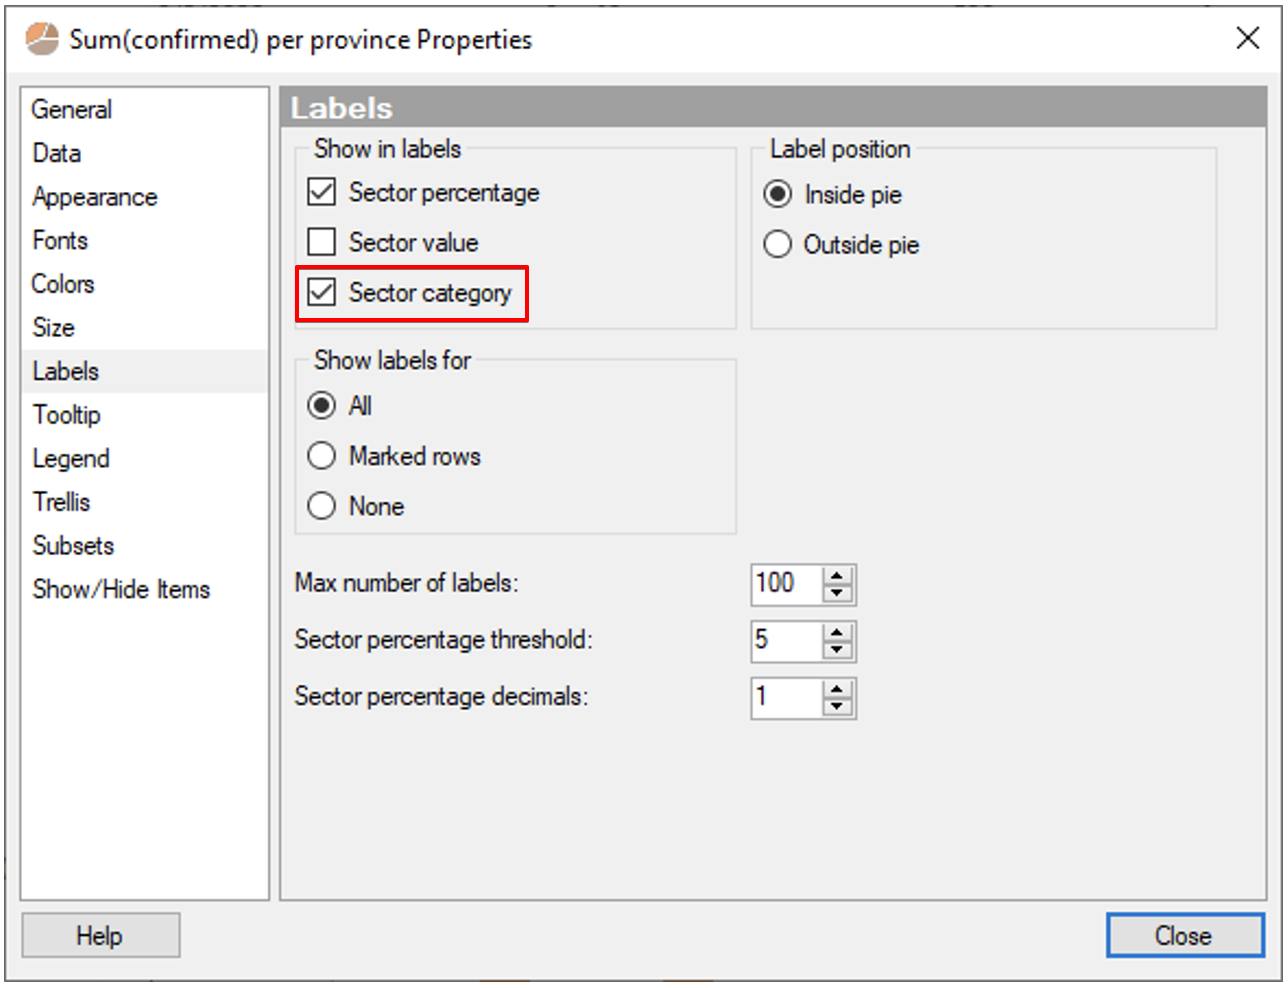 Sum(confirmed) per province Properties
General
Data
Appearance
Fonts
Colors
Size
Labels
Tooltip
Legend
Trellis
Subsets
Show/Hide Items
Labels
Show in labels
Sector percentage
Sector value
Sector category
Label position
Inside pie
Outside pie
Show labels for
All
Marked rows
None
Max number of labels: 100
Sector percentage threshold: 5
Sector percentage decimals: 1
Help
Close